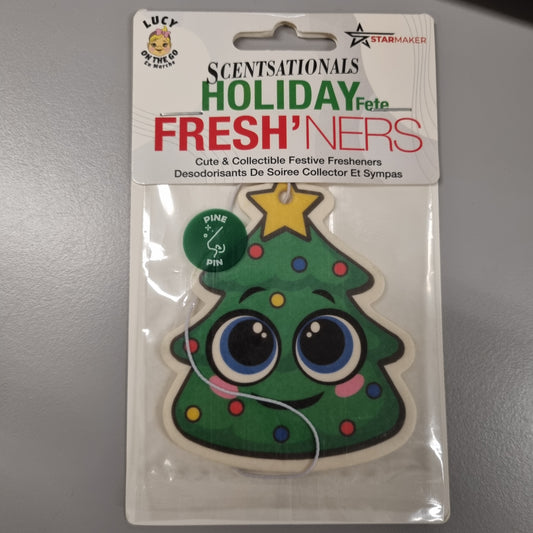 LUCY
ON THE GO
En Marche
STARMAKER
SCENTSATIONALS
HOLIDAY Fete
FRESH'NERS
Cute & Collectible Festive Fresheners
Desodorisants De Soiree Collector Et Sympas
PINE
PIN